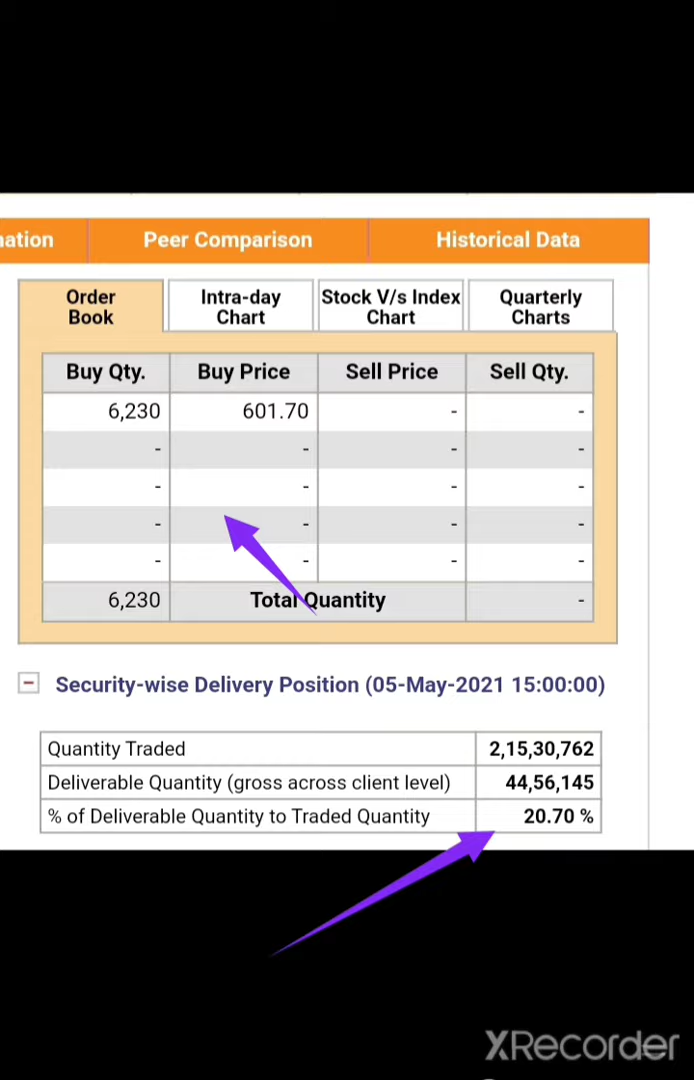 ation Peer Comparison Historical Data
Order Book Intra-day Chart Stock V/s Index Chart Quarterly Charts
Buy Qty. Buy Price Sell Price Sell Qty.
6,230 601.70 - -
- - - -
- - - -
- - - -
- - - -
6,230 Total Quantity -
Security-wise Delivery Position (05-May-2021 15:00:00)
Quantity Traded 2,15,30,762
Deliverable Quantity (gross across client level) 44,56,145
% of Deliverable Quantity to Traded Quantity 20.70 %
XRecorder